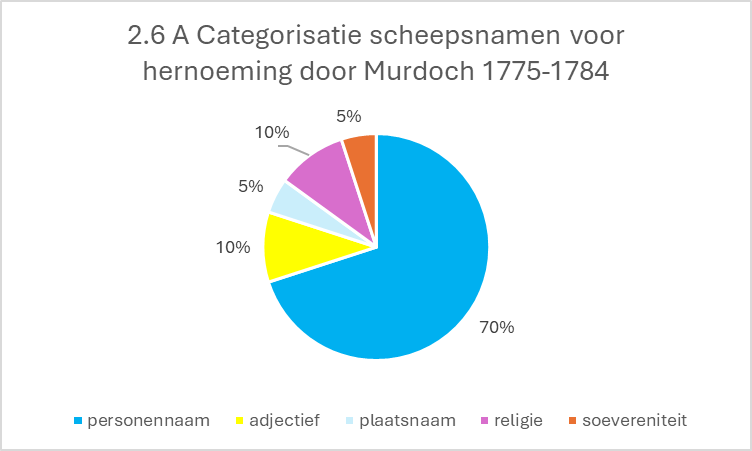 2.6 A Categorisatie scheepsnamen voor
hernoeming door Murdoch 1775-1784
5%
10%
5%
10%
70%
personennaam adjectief plaatsnaam religie soevereniteit